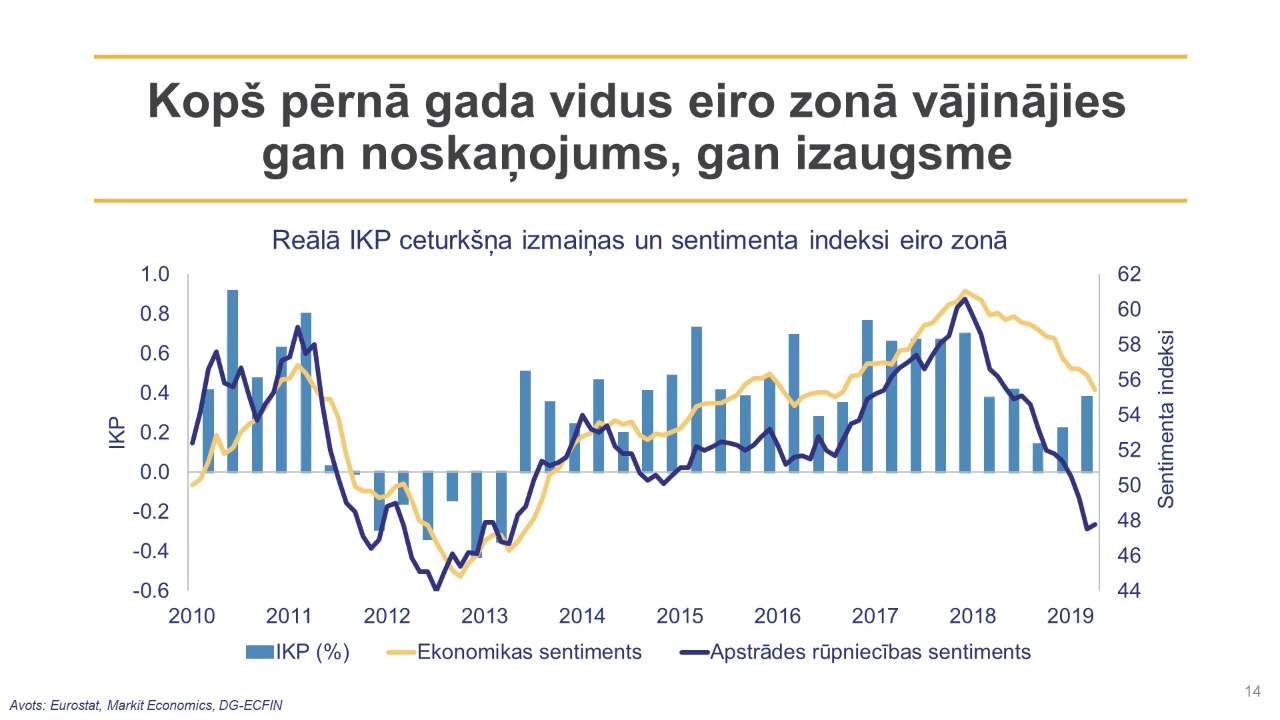 Kopš pērnā gada vidus eiro zonā vājinājies
gan noskaņojums, gan izaugsme
Reālā IKP ceturkšņa izmaiņas un sentimenta indeksi eiro zonā
IKP
1.0
0.8
0.6
0.4
0.2
0.0
-0.2
-0.4
-0.6
62
60
58
56
54
52
50
48
46
44
Sentimenta indeksi
2010 2011 2012 2013 2014 2015 2016 2017 2018 2019
IKP (%) Ekonomikas sentiments Apstrādes rūpniecības sentiments
Avots: Eurostat, Markit Economics, DG-ECFIN
14